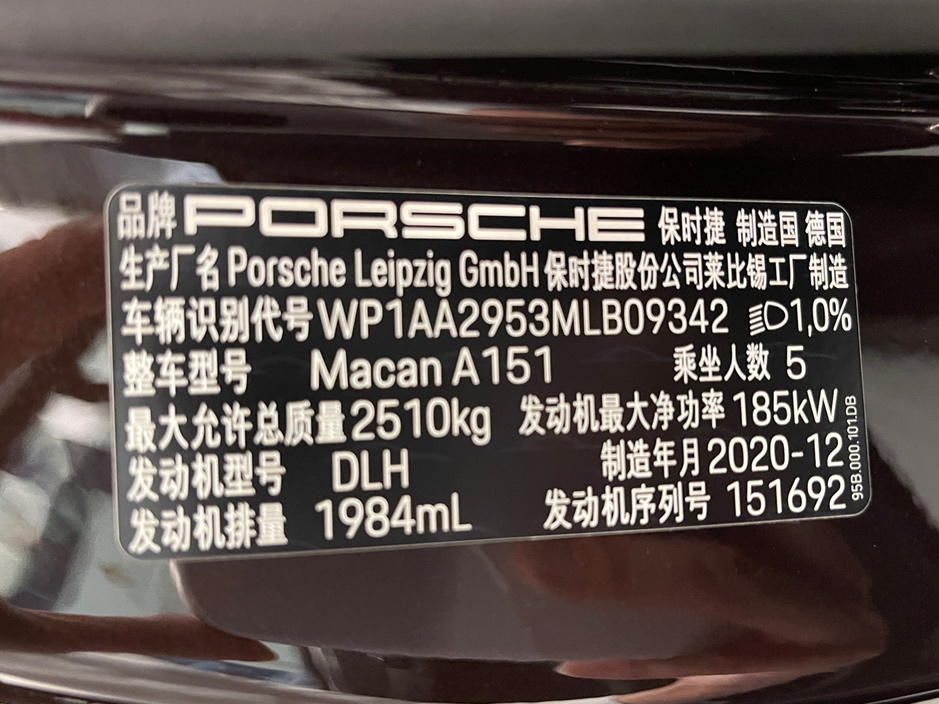 品牌 PORSCHE 保时捷 制造国 德国
生产厂名 Porsche Leipzig GmbH 保时捷股份公司莱比锡工厂制造
车辆识别代号 WP1AA2953MLB09342 1,0%
整车型号 Macan A151 乘坐人数 5
最大允许总质量 2510kg 发动机最大净功率 185kW
发动机型号 DLH 制造年月 2020-12
发动机排量 1984mL 发动机序列号 151692
95B.000.101.DB